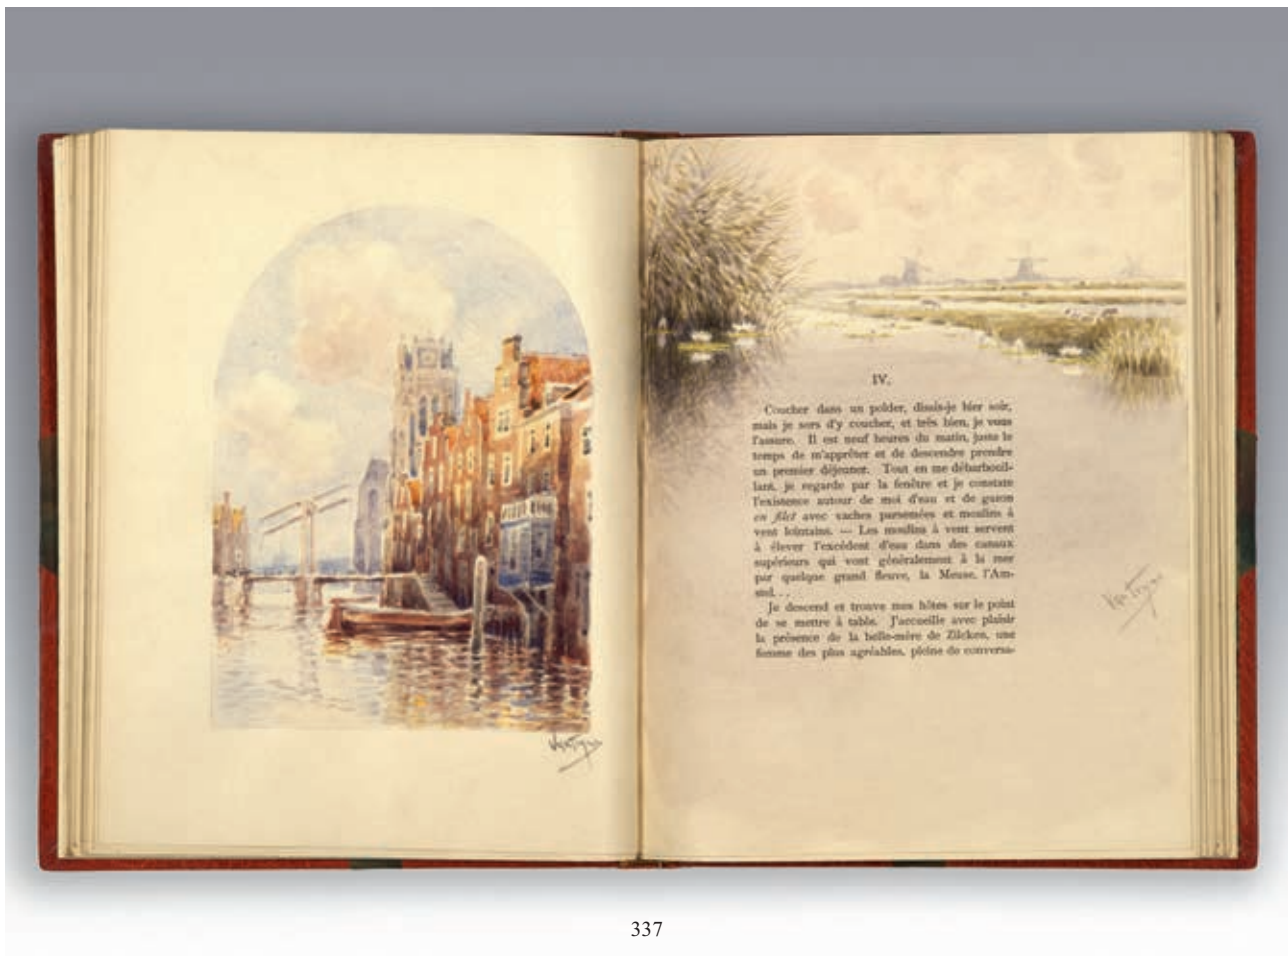 IV.
Coucher dans un polder, disais-je hier soir,
mais je sors d'y coucher, et très bien, je vous
l'assure. Il est neuf heures du matin, juste le
temps de m'apprêter et de descendre prendre
un premier déjeuner. Tout en me débarbouil-
lant, je regarde par la fenêtre et je constate
l'existence autour de moi d'eau et de gazon
en filet avec vaches parsemées et moulins à
vent lointains. — Les moulins à vent servent
à élever l'excédent d'eau dans des canaux
supérieurs qui vont généralement à la mer
par quelque grand fleuve, la Meuse, l'Am-
stel...
Je descend et trouve mes hôtes sur le point
de se mettre à table. J'accueille avec plaisir
la présence de la belle-mère de Zilcken, une
femme des plus agréables, pleine de conversa-
337